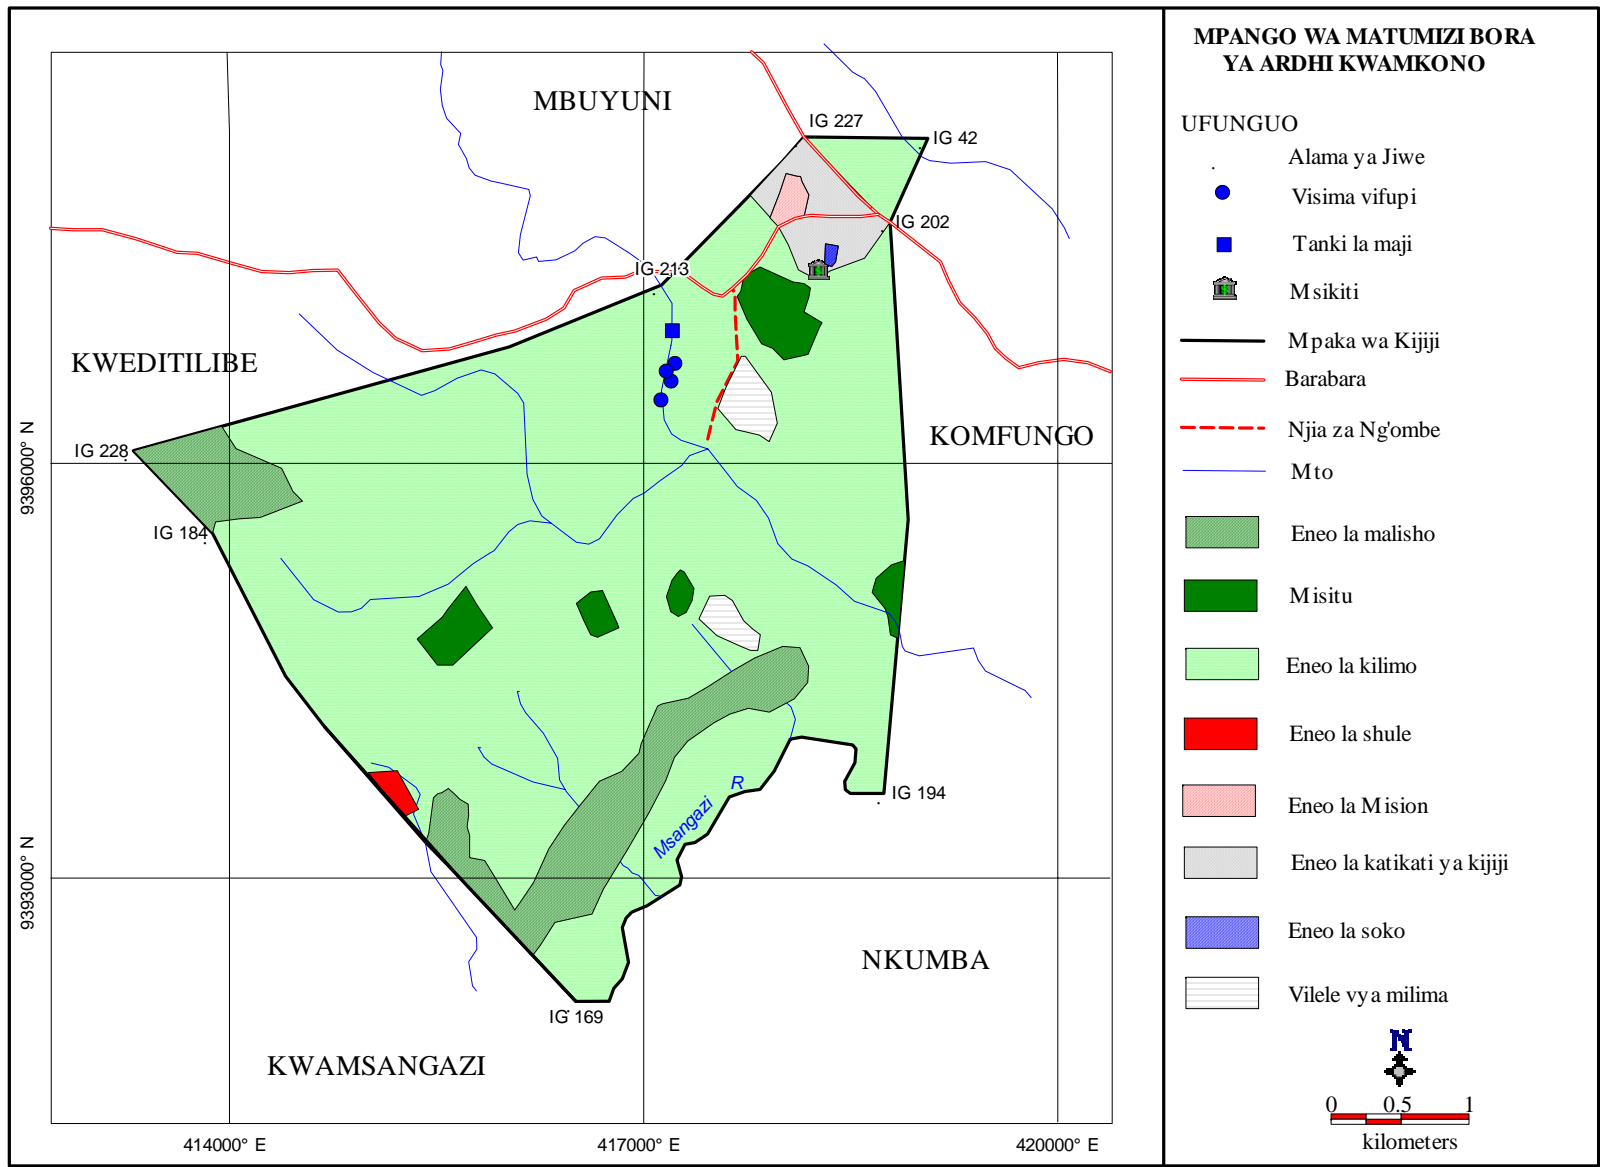 MBUYUNI
IG 227
IG 42
IG 202
IG 213
KWEDITILIBE
KOMFUNGO
IG 228
9396000° N
IG 184
IG 194
Msangazi R
9393000° N
NKUMBA
IG 169
KWAMSANGAZI
414000° E
417000° E
420000° E
MPANGO WA MATUMIZI BORA
YA ARDHI KWAMKONO
UFUNGUO
Alama ya Jiwe
Visima vifupi
Tanki la maji
Msikiti
Mpaka wa Kijiji
Barabara
Njia za Ng'ombe
Mto
Eneo la malisho
Misitu
Eneo la kilimo
Eneo la shule
Eneo la Mision
Eneo la katikati ya kijiji
Eneo la soko
Vilele vya milima
N
0 0.5 1
kilometers